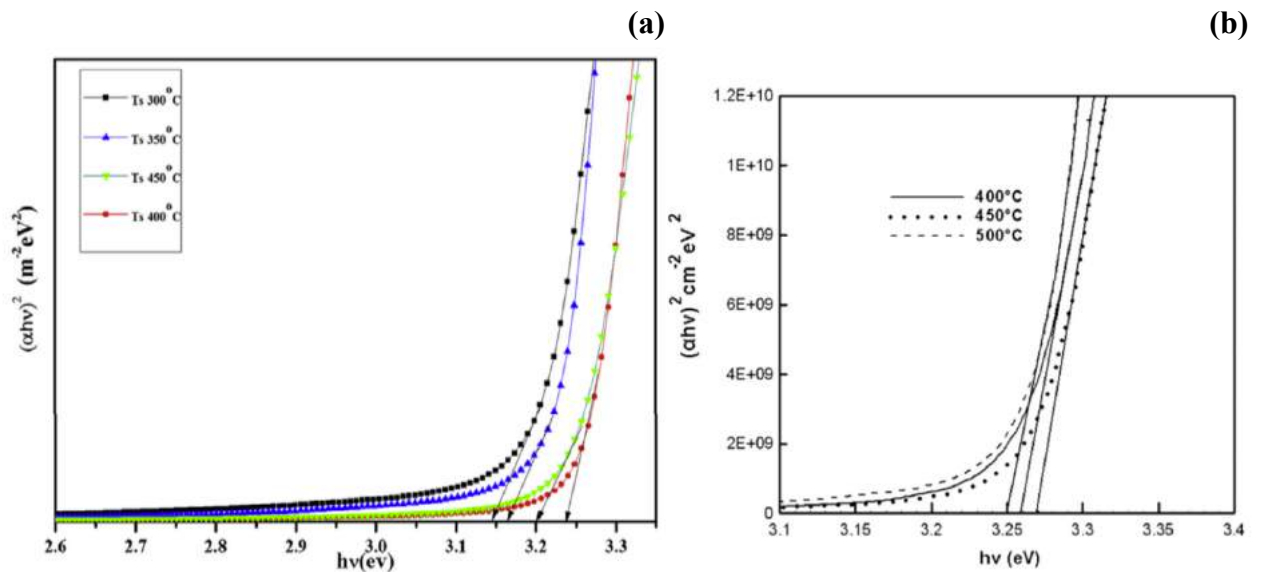 (a)
Ts 300°C
Ts 350°C
Ts 450°C
Ts 400°C
(αhν)² (m⁻²eV²)
2.6 2.7 2.8 2.9 3.0 3.1 3.2 3.3
hν(ev)
(b)
1.2E+10
1E+10
8E+09
6E+09
4E+09
2E+09
0
400°C
450°C
500°C
(αhν)² cm⁻² eV²
3.1 3.15 3.2 3.25 3.3 3.35 3.4
hν (eV)